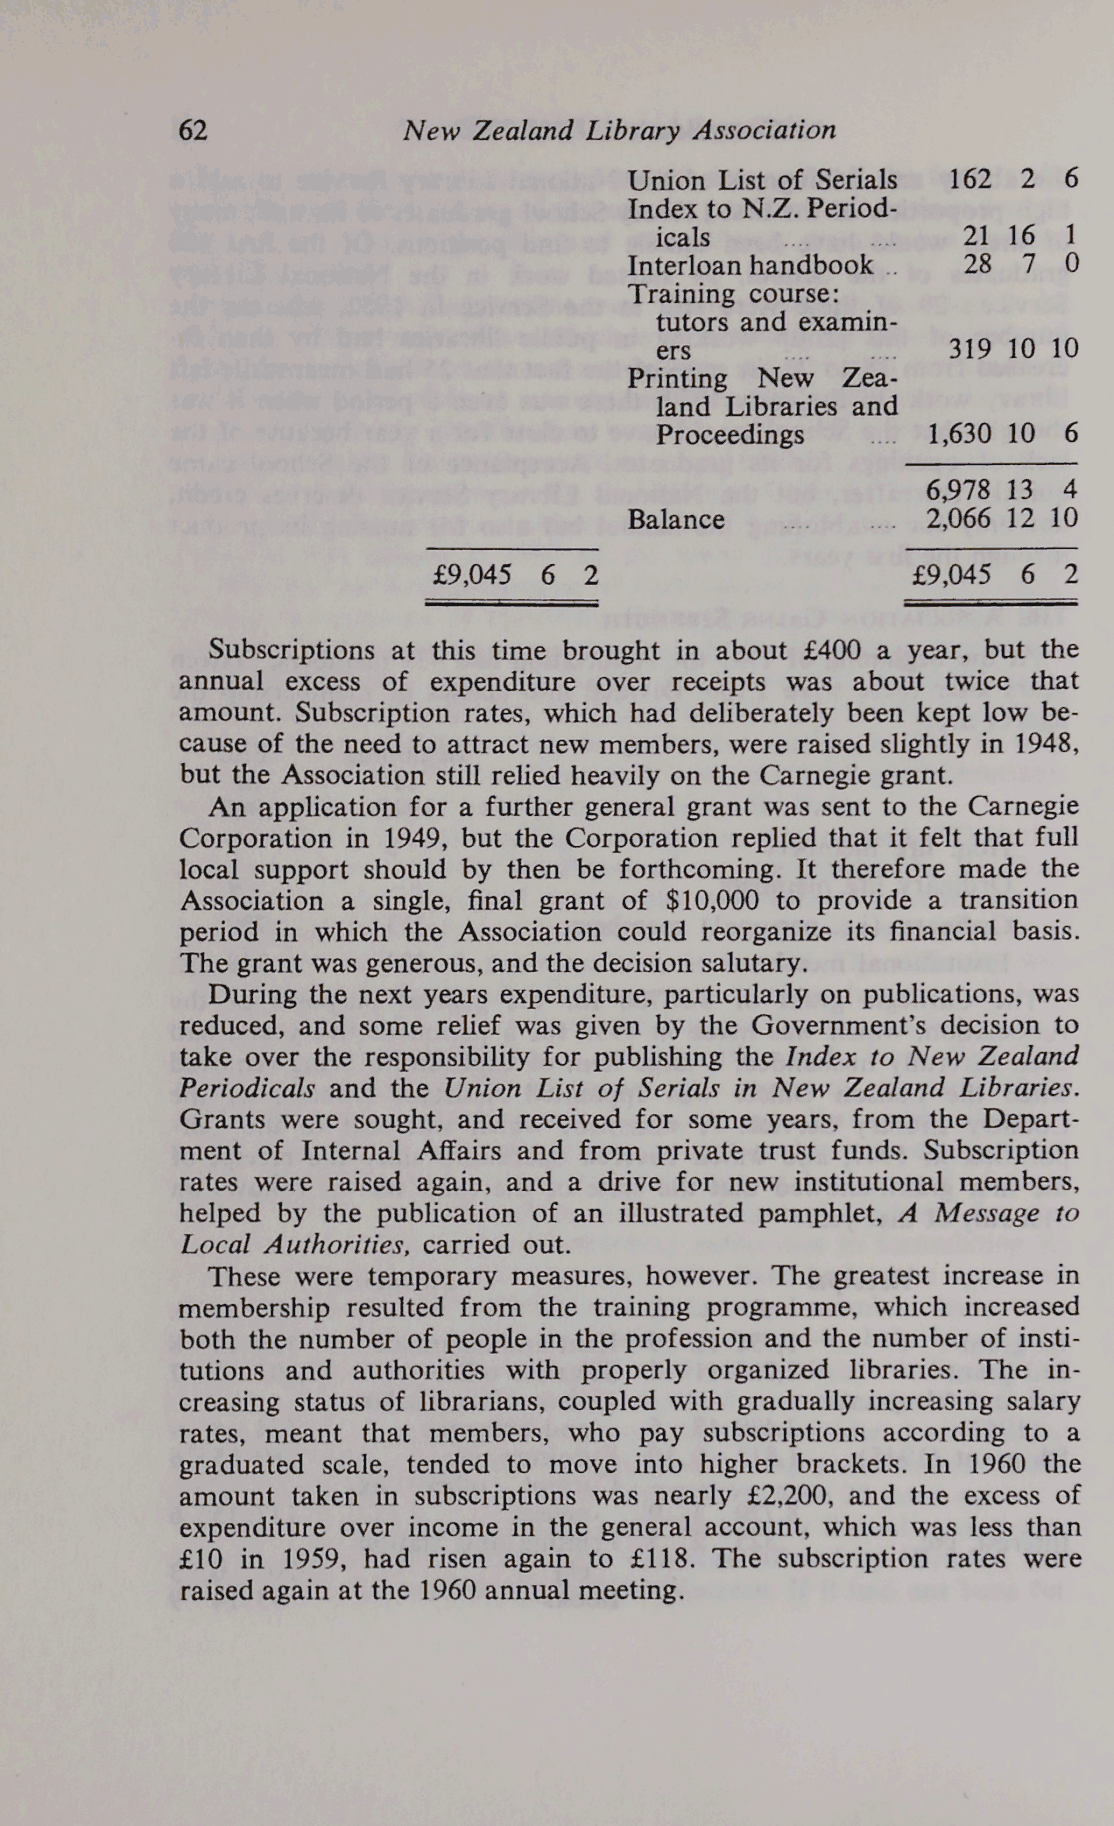 62 New Zealand Library Association
Union List of Serials 162 2 6
Index to N.Z. Period-
icals .... .... 21 16 1
Interloan handbook .. 28 7 0
Training course:
tutors and examin-
ers .... .... 319 10 10
Printing New Zea-
land Libraries and
Proceedings .... 1,630 10 6
6,978 13 4
Balance .... .... 2,066 12 10
£9,045 6 2 £9,045 6 2
Subscriptions at this time brought in about £400 a year, but the
annual excess of expenditure over receipts was about twice that
amount. Subscription rates, which had deliberately been kept low be-
cause of the need to attract new members, were raised slightly in 1948,
but the Association still relied heavily on the Carnegie grant.
An application for a further general grant was sent to the Carnegie
Corporation in 1949, but the Corporation replied that it felt that full
local support should by then be forthcoming. It therefore made the
Association a single, final grant of $10,000 to provide a transition
period in which the Association could reorganize its financial basis.
The grant was generous, and the decision salutary.
During the next years expenditure, particularly on publications, was
reduced, and some relief was given by the Government's decision to
take over the responsibility for publishing the Index to New Zealand
Periodicals and the Union List of Serials in New Zealand Libraries.
Grants were sought, and received for some years, from the Depart-
ment of Internal Affairs and from private trust funds. Subscription
rates were raised again, and a drive for new institutional members,
helped by the publication of an illustrated pamphlet, A Message to
Local Authorities, carried out.
These were temporary measures, however. The greatest increase in
membership resulted from the training programme, which increased
both the number of people in the profession and the number of insti-
tutions and authorities with properly organized libraries. The in-
creasing status of librarians, coupled with gradually increasing salary
rates, meant that members, who pay subscriptions according to a
graduated scale, tended to move into higher brackets. In 1960 the
amount taken in subscriptions was nearly £2,200, and the excess of
expenditure over income in the general account, which was less than
£10 in 1959, had risen again to £118. The subscription rates were
raised again at the 1960 annual meeting.